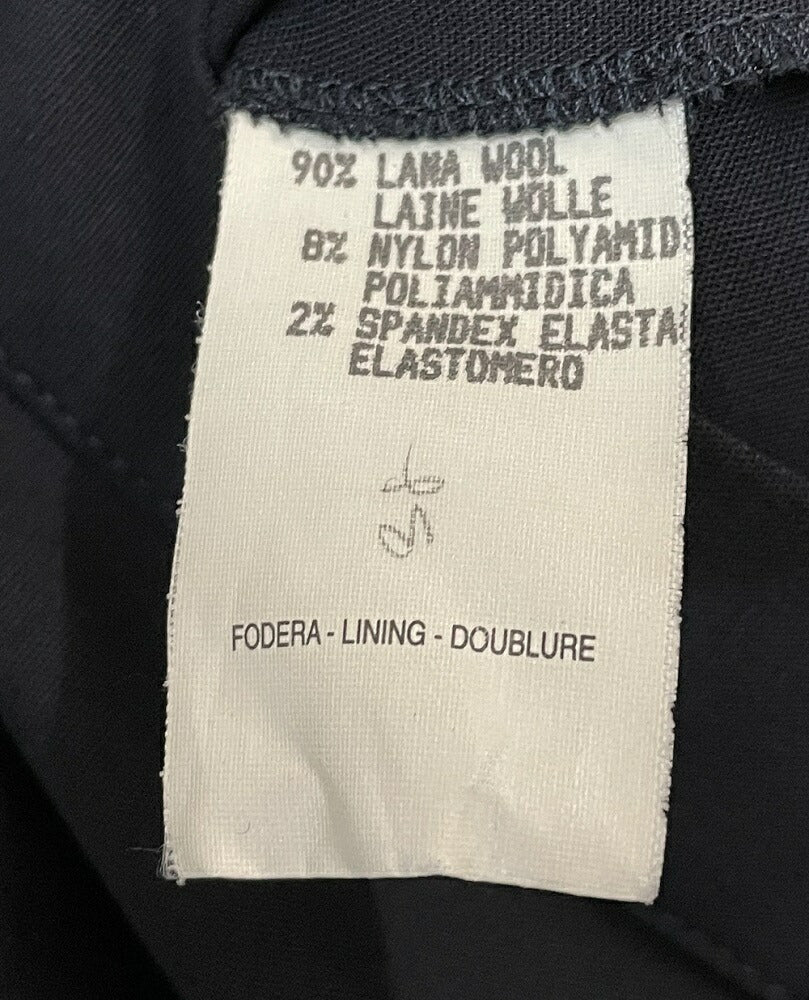 90% LANA WOOL
LAINE WOLLE
8% NYLON POLYAMID
POLIAMMIDICA
2% SPANDEX ELASTA
ELASTOMERO
FODERA - LINING - DOUBLURE